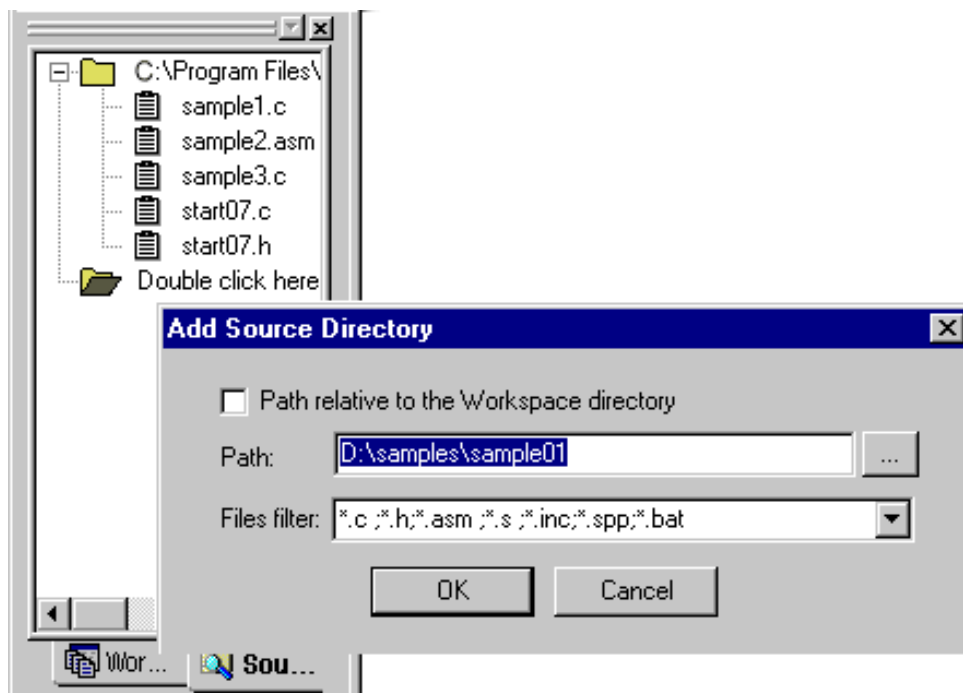 C:\Program Files\
sample1.c
sample2.asm
sample3.c
start07.c
start07.h
Double click here
Add Source Directory
Path relative to the Workspace directory
Path: D:\samples\sample01 ...
Files filter: *.c ;*.h;*.asm ;*.s ;*.inc;*.spp;*.bat
OK Cancel
Wor... Sou...